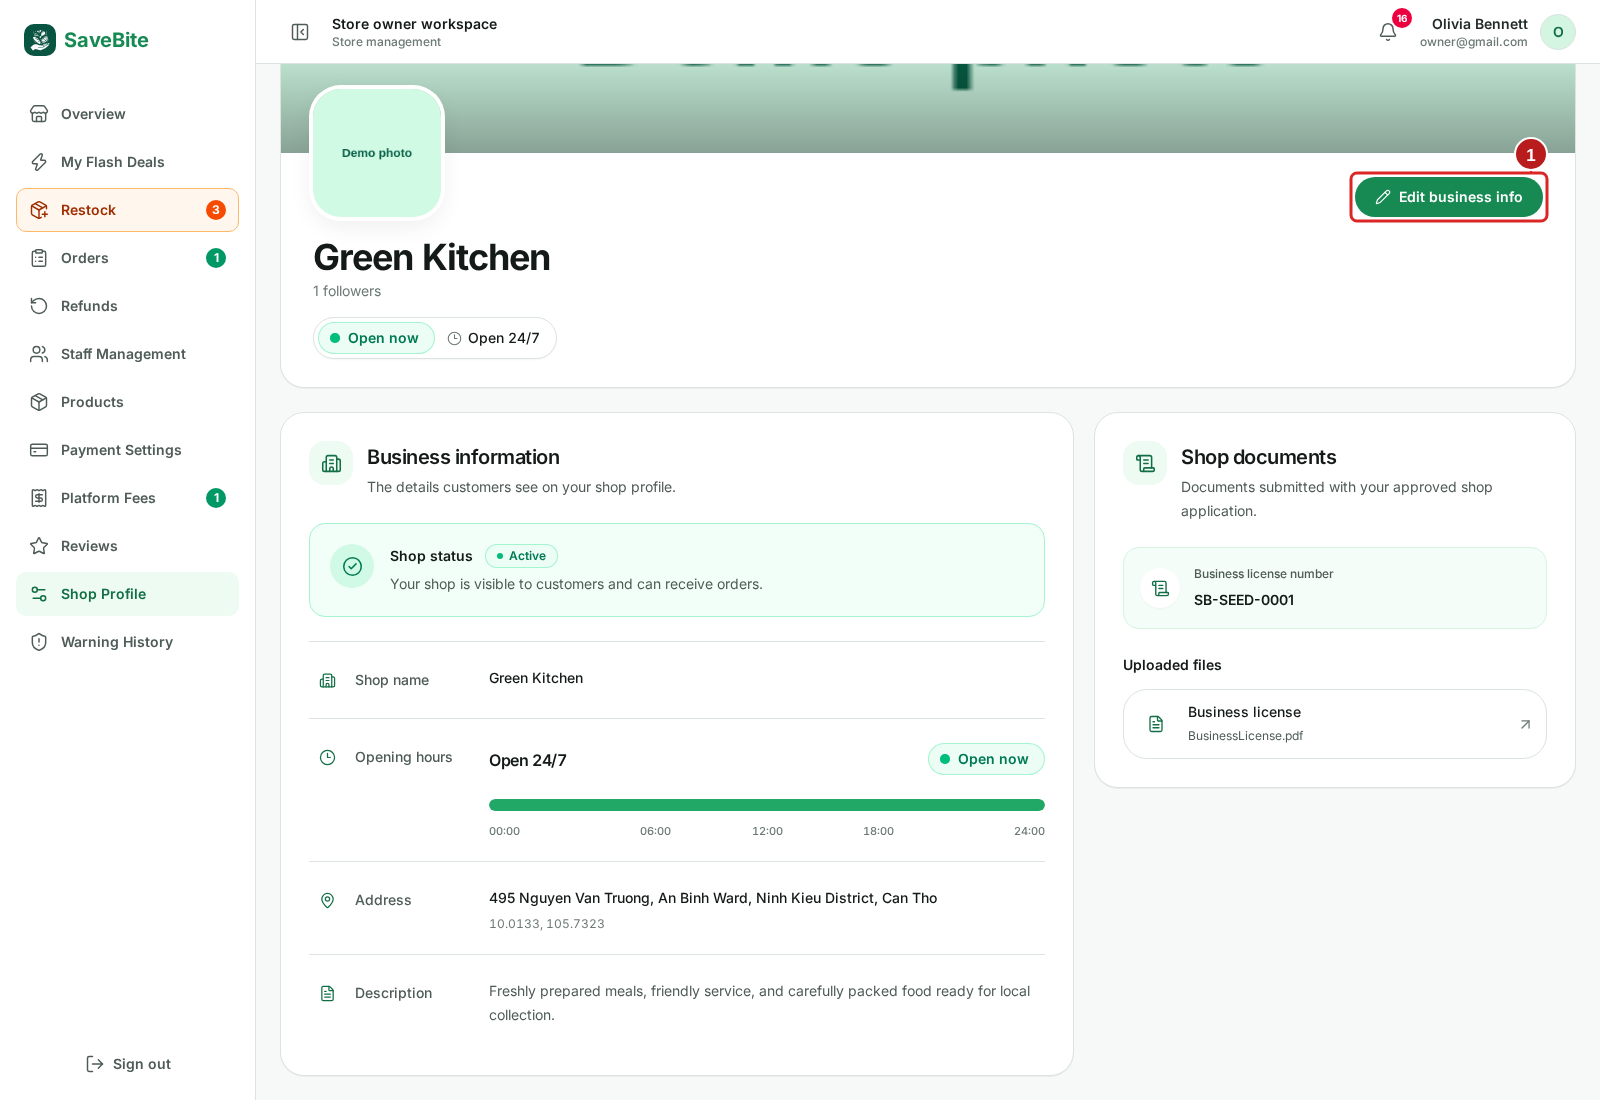 SaveBite
Store owner workspace
Store management
16
Olivia Bennett
owner@gmail.com
O
Overview
My Flash Deals
Restock
3
Orders
1
Refunds
Staff Management
Products
Payment Settings
Platform Fees
1
Reviews
Shop Profile
Warning History
Sign out
Demo photo
1
Edit business info
Green Kitchen
1 followers
Open now
Open 24/7
Business information
The details customers see on your shop profile.
Shop status
Active
Your shop is visible to customers and can receive orders.
Shop name
Green Kitchen
Opening hours
Open 24/7
Open now
00:00
06:00
12:00
18:00
24:00
Address
495 Nguyen Van Truong, An Binh Ward, Ninh Kieu District, Can Tho
10.0133, 105.7323
Description
Freshly prepared meals, friendly service, and carefully packed food ready for local
collection.
Shop documents
Documents submitted with your approved shop
application.
Business license number
SB-SEED-0001
Uploaded files
Business license
BusinessLicense.pdf